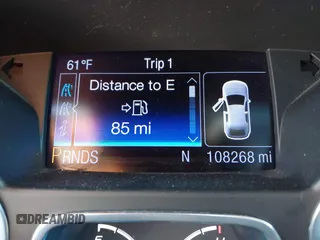 61°F Trip 1
Distance to E
85 mi
PRNDS N 108268 mi
DREAMBID